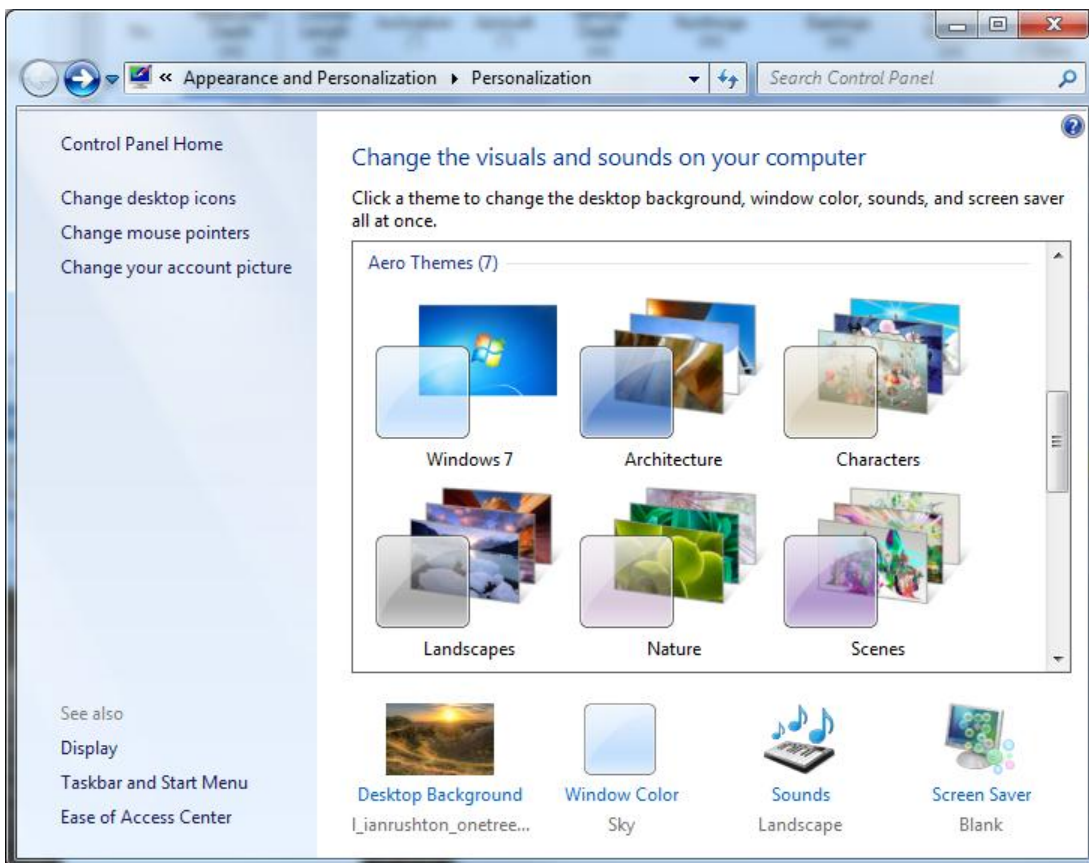 « Appearance and Personalization ▸ Personalization
Search Control Panel
Control Panel Home
Change desktop icons
Change mouse pointers
Change your account picture
See also
Display
Taskbar and Start Menu
Ease of Access Center
Change the visuals and sounds on your computer
Click a theme to change the desktop background, window color, sounds, and screen saver
all at once.
Aero Themes (7)
Windows 7
Architecture
Characters
Landscapes
Nature
Scenes
Desktop Background
l_ianrushton_onetree...
Window Color
Sky
Sounds
Landscape
Screen Saver
Blank